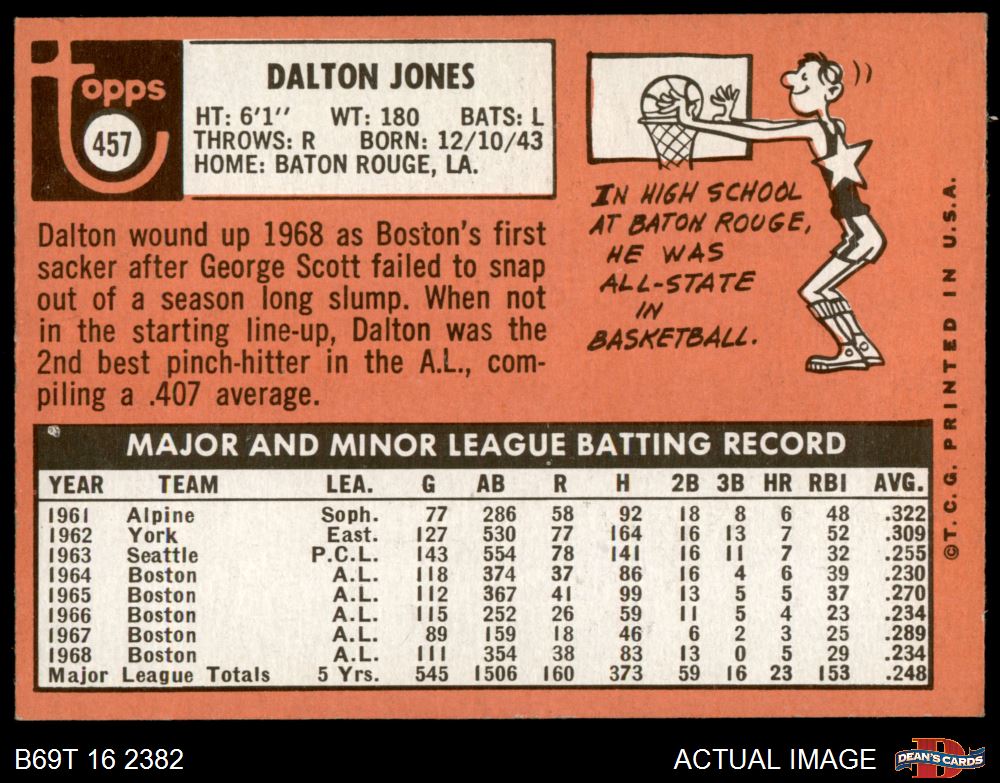 Topps
457
DALTON JONES
HT: 6'1" WT: 180 BATS: L
THROWS: R BORN: 12/10/43
HOME: BATON ROUGE, LA.
Dalton wound up 1968 as Boston's first
sacker after George Scott failed to snap
out of a season long slump. When not
in the starting line-up, Dalton was the
2nd best pinch-hitter in the A.L., com-
piling a .407 average.
IN HIGH SCHOOL
AT BATON ROUGE,
HE WAS
ALL-STATE
IN
BASKETBALL.
©T.C.G. PRINTED IN U.S.A.
MAJOR AND MINOR LEAGUE BATTING RECORD
YEAR TEAM LEA. G AB R H 2B 3B HR RBI AVG.
1961 Alpine Soph. 77 286 58 92 18 8 6 48 .322
1962 York East. 127 530 77 164 16 13 7 52 .309
1963 Seattle P.C.L. 143 554 78 141 16 11 7 32 .255
1964 Boston A.L. 118 374 37 86 16 4 6 39 .230
1965 Boston A.L. 112 367 41 99 13 5 5 37 .270
1966 Boston A.L. 115 252 26 59 11 5 4 23 .234
1967 Boston A.L. 89 159 18 46 6 2 3 25 .289
1968 Boston A.L. 111 354 38 83 13 0 5 29 .234
Major League Totals 5 Yrs. 545 1506 160 373 59 16 23 153 .248
B69T 16 2382
ACTUAL IMAGE
DEAN'S CARDS